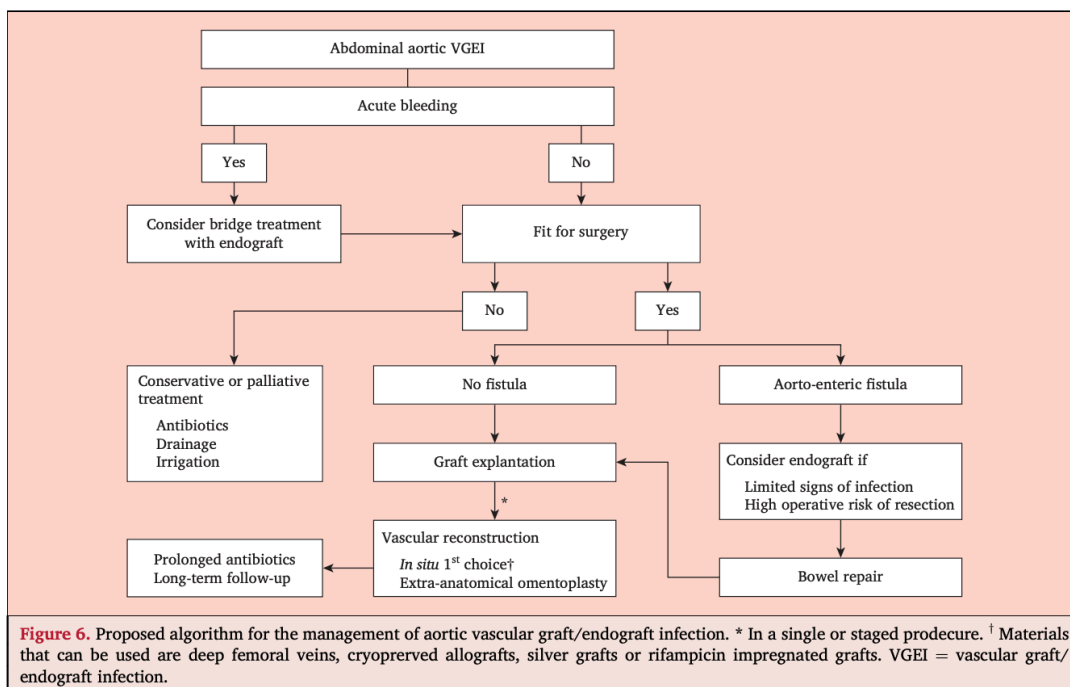 Abdominal aortic VGEI
Acute bleeding
Yes
No
Consider bridge treatment
with endograft
Fit for surgery
No
Yes
Conservative or palliative
treatment
Antibiotics
Drainage
Irrigation
No fistula
Aorto-enteric fistula
Graft explantation
Consider endograft if
Limited signs of infection
High operative risk of resection
*
Vascular reconstruction
In situ 1st choice†
Extra-anatomical omentoplasty
Prolonged antibiotics
Long-term follow-up
Bowel repair
Figure 6. Proposed algorithm for the management of aortic vascular graft/endograft infection. * In a single or staged prodecure. † Materials
that can be used are deep femoral veins, cryoprerved allografts, silver grafts or rifampicin impregnated grafts. VGEI = vascular graft/
endograft infection.